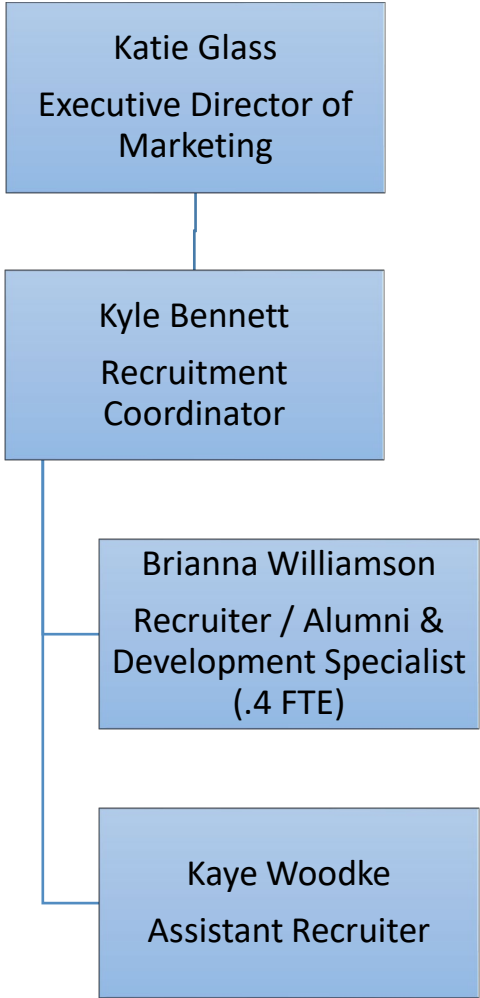 Katie Glass
Executive Director of
Marketing
Kyle Bennett
Recruitment
Coordinator
Brianna Williamson
Recruiter / Alumni &
Development Specialist
(.4 FTE)
Kaye Woodke
Assistant Recruiter